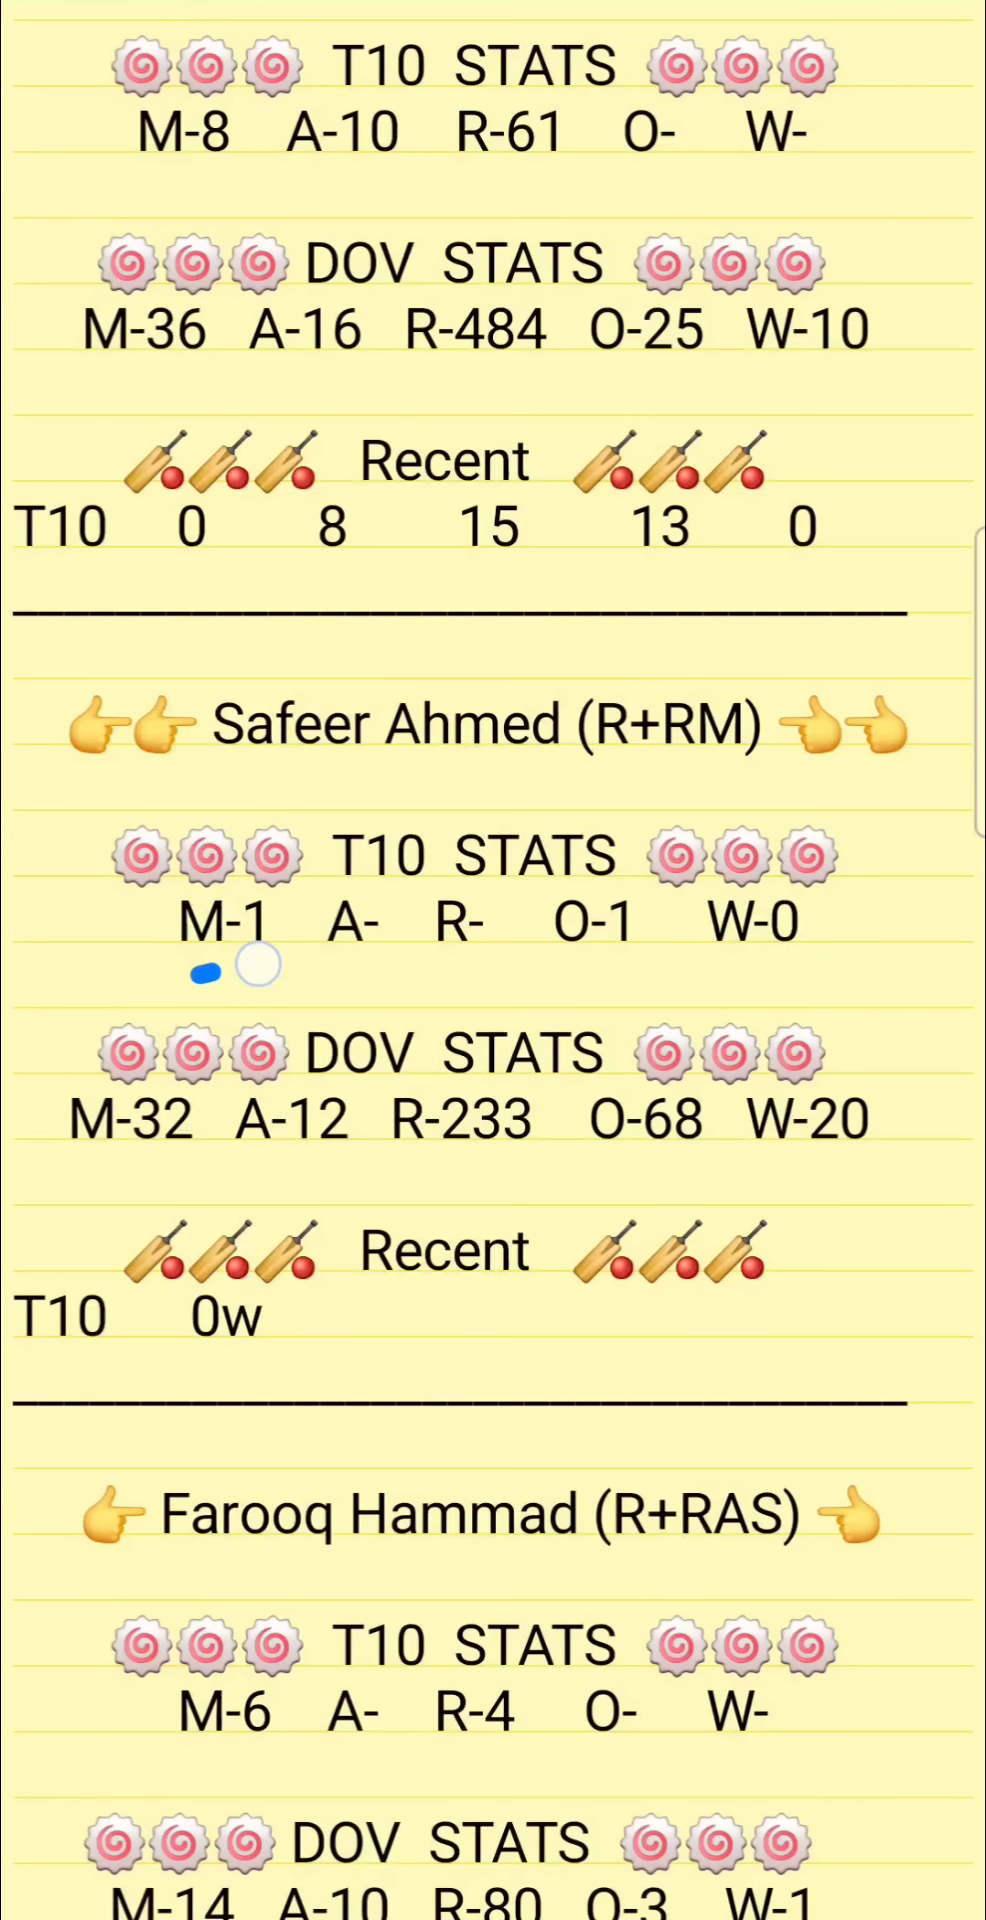 🍥🍥🍥 T10 STATS 🍥🍥🍥
M-8 A-10 R-61 O- W-
🍥🍥🍥 DOV STATS 🍥🍥🍥
M-36 A-16 R-484 O-25 W-10
🏏🏏🏏 Recent 🏏🏏🏏
T10 0 8 15 13 0
👉👉 Safeer Ahmed (R+RM) 👈👈
🍥🍥🍥 T10 STATS 🍥🍥🍥
M-1 A- R- O-1 W-0
🍥🍥🍥 DOV STATS 🍥🍥🍥
M-32 A-12 R-233 O-68 W-20
🏏🏏🏏 Recent 🏏🏏🏏
T10 0w
👉 Farooq Hammad (R+RAS) 👈
🍥🍥🍥 T10 STATS 🍥🍥🍥
M-6 A- R-4 O- W-
🍥🍥🍥 DOV STATS 🍥🍥🍥
M-14 A-10 R-80 O-3 W-1